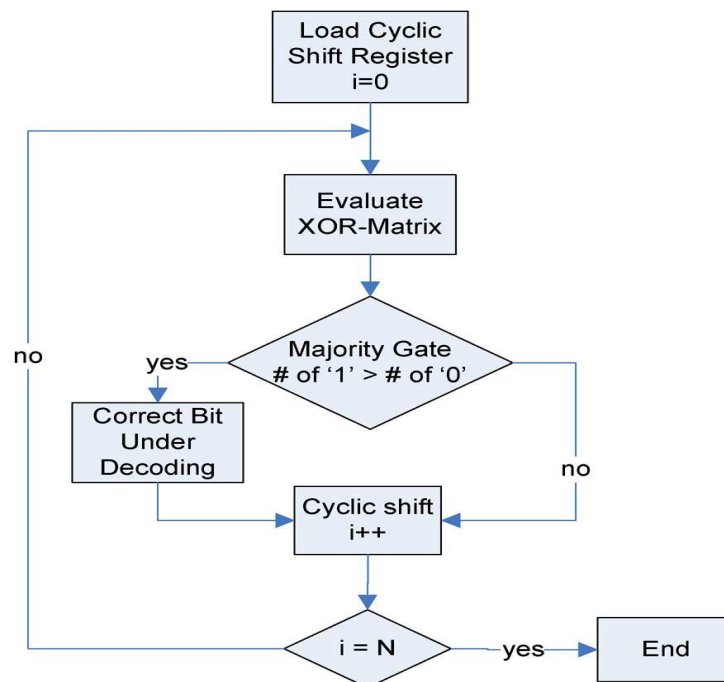 Load Cyclic
Shift Register
i=0
Evaluate
XOR-Matrix
Majority Gate
# of ‘1’ > # of ‘0’
yes
no
no
Correct Bit
Under
Decoding
Cyclic shift
i++
i = N
yes
End